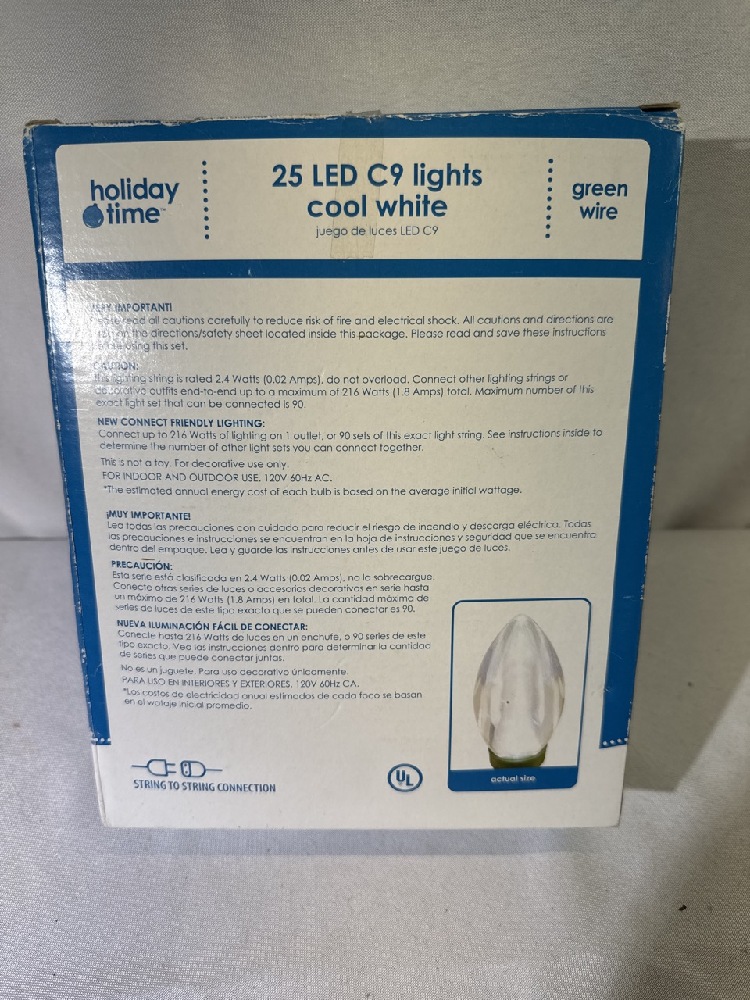 holiday
time™
25 LED C9 lights
cool white
juego de luces LED C9
green
wire
VERY IMPORTANT!
read all cautions carefully to reduce risk of fire and electrical shock. All cautions and directions are
the directions/safety sheet located inside this package. Please read and save these instructions
using this set.
CAUTION:
This lighting string is rated 2.4 Watts (0.02 Amps), do not overload. Connect other lighting strings or
decorative outfits end-to-end up to a maximum of 216 Watts (1.8 Amps) total. Maximum number of this
exact light set that can be connected is 90.
NEW CONNECT FRIENDLY LIGHTING:
Connect up to 216 Watts of lighting on 1 outlet, or 90 sets of this exact light string. See instructions inside to
determine the number of other light sets you can connect together.
This is not a toy. For decorative use only.
FOR INDOOR AND OUTDOOR USE. 120V 60Hz AC.
*The estimated annual energy cost of each bulb is based on the average initial wattage.
¡MUY IMPORTANTE!
Lea todas las precauciones con cuidado para reducir el riesgo de incendio y descarga eléctrica. Todas
las precauciones e instrucciones se encuentran en la hoja de instrucciones y seguridad que se encuentra
dentro del empaque. Lea y guarde las instrucciones antes de usar este juego de luces.
PRECAUCIÓN:
Esta serie está clasificada en 2.4 Watts (0.02 Amps), no la sobrecargue.
Conecte otras series de luces o accesorios decorativos en serie hasta
un máximo de 216 Watts (1.8 Amps) en total. La cantidad máxima de
series de luces de este tipo exacto que se pueden conectar es 90.
NUEVA ILUMINACIÓN FÁCIL DE CONECTAR:
Conecte hasta 216 Watts de luces en un enchufe, o 90 series de este
tipo exacto. Vea las instrucciones dentro para determinar la cantidad
de series que puede conectar juntas.
No es un juguete. Para uso decorativo únicamente.
PARA USO EN INTERIORES Y EXTERIORES. 120V 60Hz CA.
*Los costos de electricidad anual estimados de cada foco se basan
en el wataje inicial promedio.
STRING TO STRING CONNECTION
UL
actual size